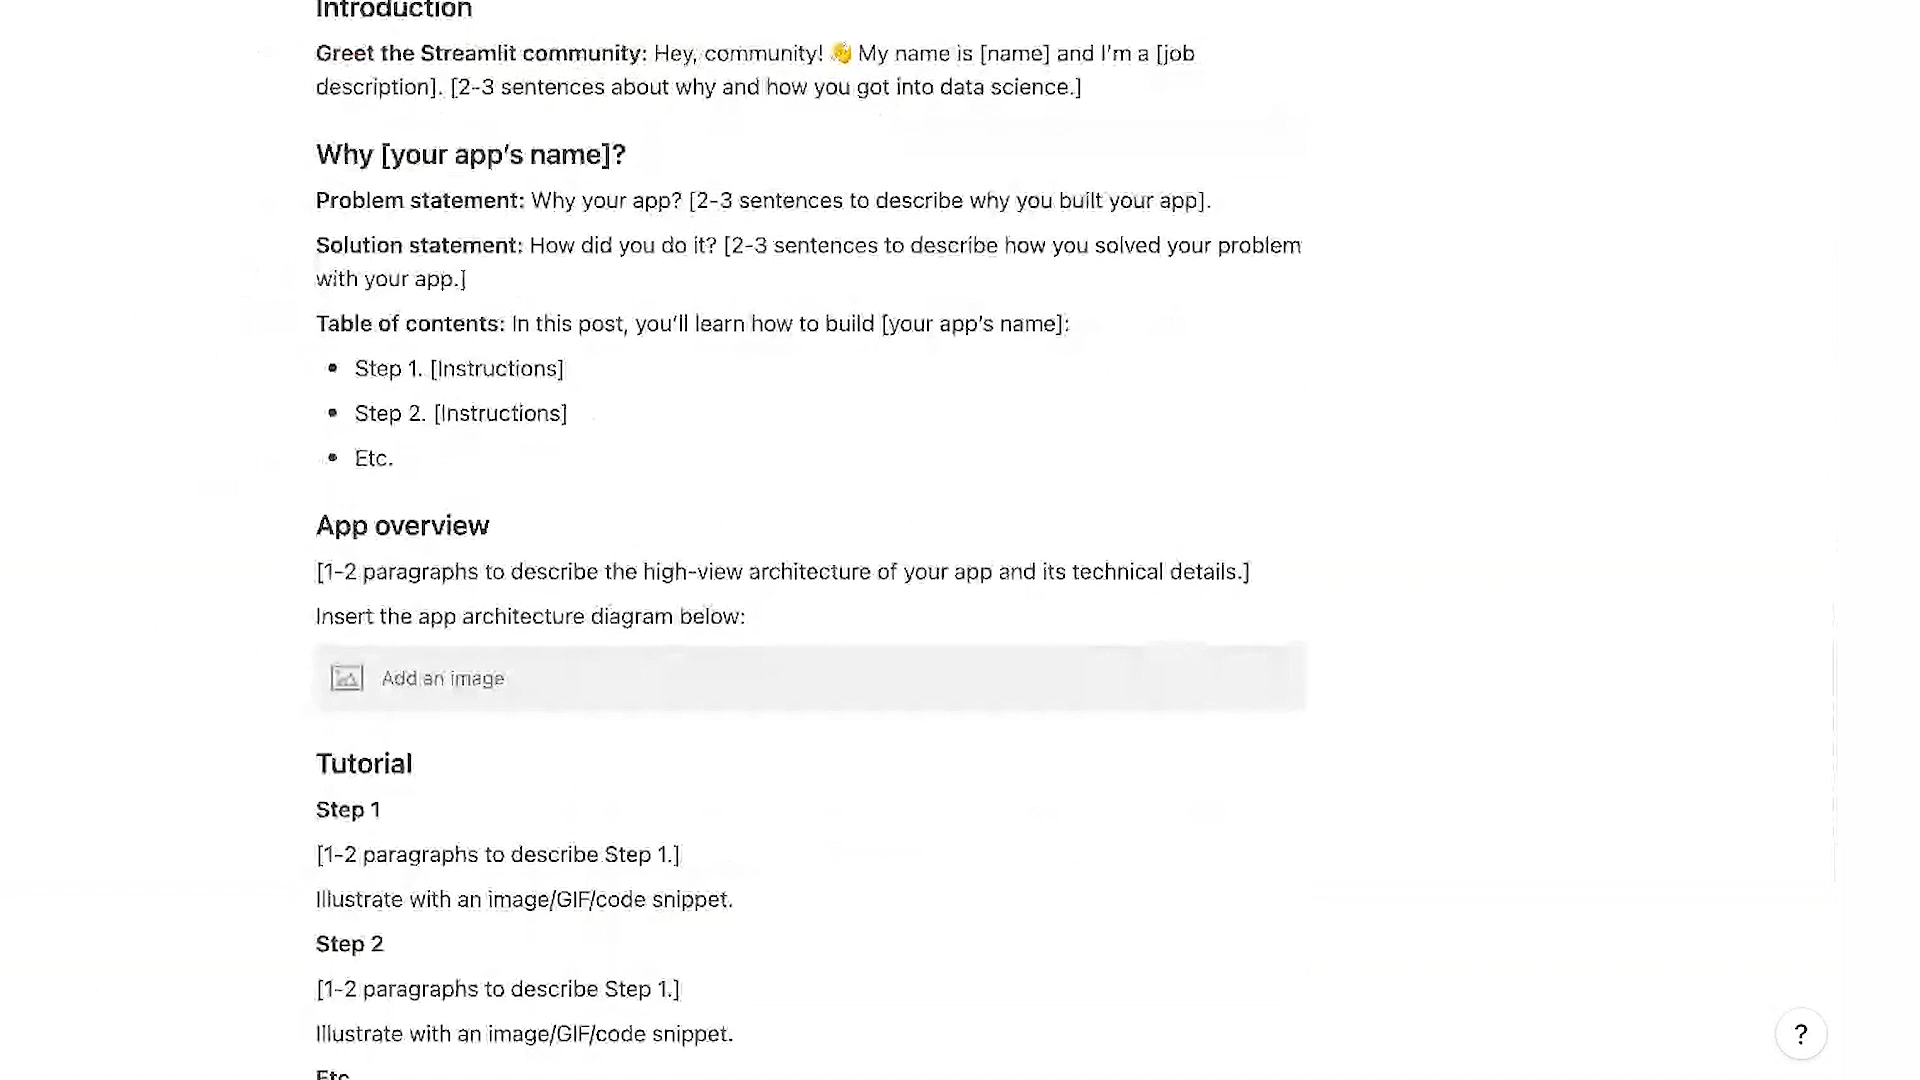 Introduction
Greet the Streamlit community: Hey, community! 👋 My name is [name] and I'm a [job
description]. [2-3 sentences about why and how you got into data science.]
Why [your app's name]?
Problem statement: Why your app? [2-3 sentences to describe why you built your app].
Solution statement: How did you do it? [2-3 sentences to describe how you solved your problem
with your app.]
Table of contents: In this post, you'll learn how to build [your app's name]:
• Step 1. [Instructions]
• Step 2. [Instructions]
• Etc.
App overview
[1-2 paragraphs to describe the high-view architecture of your app and its technical details.]
Insert the app architecture diagram below:
Add an image
Tutorial
Step 1
[1-2 paragraphs to describe Step 1.]
Illustrate with an image/GIF/code snippet.
Step 2
[1-2 paragraphs to describe Step 1.]
Illustrate with an image/GIF/code snippet.
Etc
?